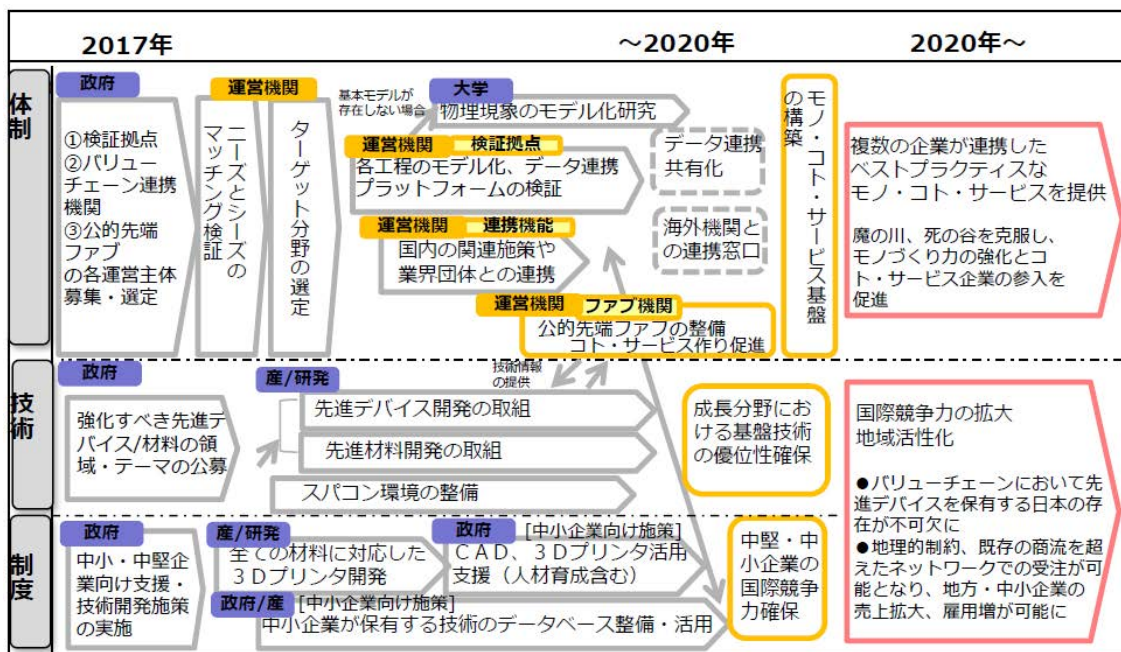 2017年
～2020年
2020年～
体制
政府
①検証拠点
②バリュー
チェーン連携
機関
③公的先端
ファブ
の各運営主体
募集・選定
運営機関
ニーズとシーズの
マッチング検証
ターゲット分野の選定
基本モデルが
存在しない場合
大学
物理現象のモデル化研究
運営機関
検証拠点
各工程のモデル化、データ連携
プラットフォームの検証
運営機関
連携機能
国内の関連施策や
業界団体との連携
データ連携
共有化
海外機関と
の連携窓口
運営機関
ファブ機関
公的先端ファブの整備
コト・サービス作り促進
モノ・コト・サービス基盤
の構築
複数の企業が連携した
ベストプラクティスな
モノ・コト・サービスを提供
魔の川、死の谷を克服し、
モノづくり力の強化とコ
ト・サービス企業の参入を
促進
技術
政府
強化すべき先進デ
バイス/材料の領
域・テーマの公募
産/研発
技術情報
の提供
先進デバイス開発の取組
先進材料開発の取組
スパコン環境の整備
成長分野にお
ける基盤技術
の優位性確保
国際競争力の拡大
地域活性化
●バリューチェーンにおいて先
進デバイスを保有する日本の存
在が不可欠に
●地理的制約、既存の商流を超
えたネットワークでの受注が可
能となり、地方・中小企業の
売上拡大、雇用増が可能に
制度
政府
中小・中堅企
業向け支援・
技術開発施策
の実施
産/研発
全ての材料に対応した
３Ｄプリンタ開発
政府
[中小企業向け施策]
ＣＡＤ、３Ｄプリンタ活用
支援（人材育成含む）
政府/産
[中小企業向け施策]
中小企業が保有する技術のデータベース整備・活用
中堅・中
小企業の
国際競争
力確保